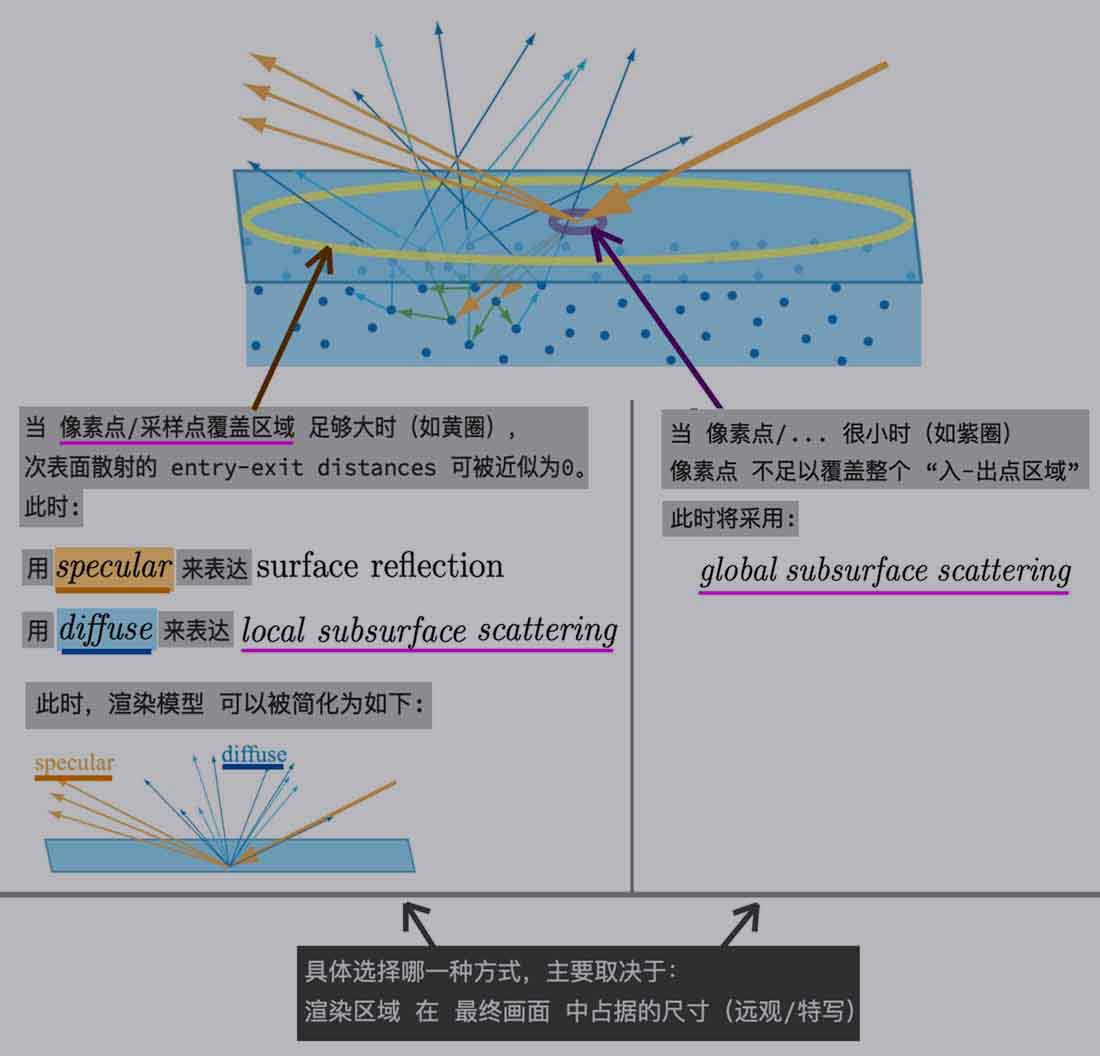 当 像素点/采样点覆盖区域 足够大时（如黄圈），
次表面散射的 entry-exit distances 可被近似为0。
此时：
用 specular 来表达 surface reflection
用 diffuse 来表达 local subsurface scattering
此时，渲染模型 可以被简化为如下：
specular
diffuse
当 像素点/... 很小时（如紫圈）
像素点 不足以覆盖整个 “入-出点区域”
此时将采用：
global subsurface scattering
具体选择哪一种方式，主要取决于：
渲染区域 在 最终画面 中占据的尺寸（远观/特写）